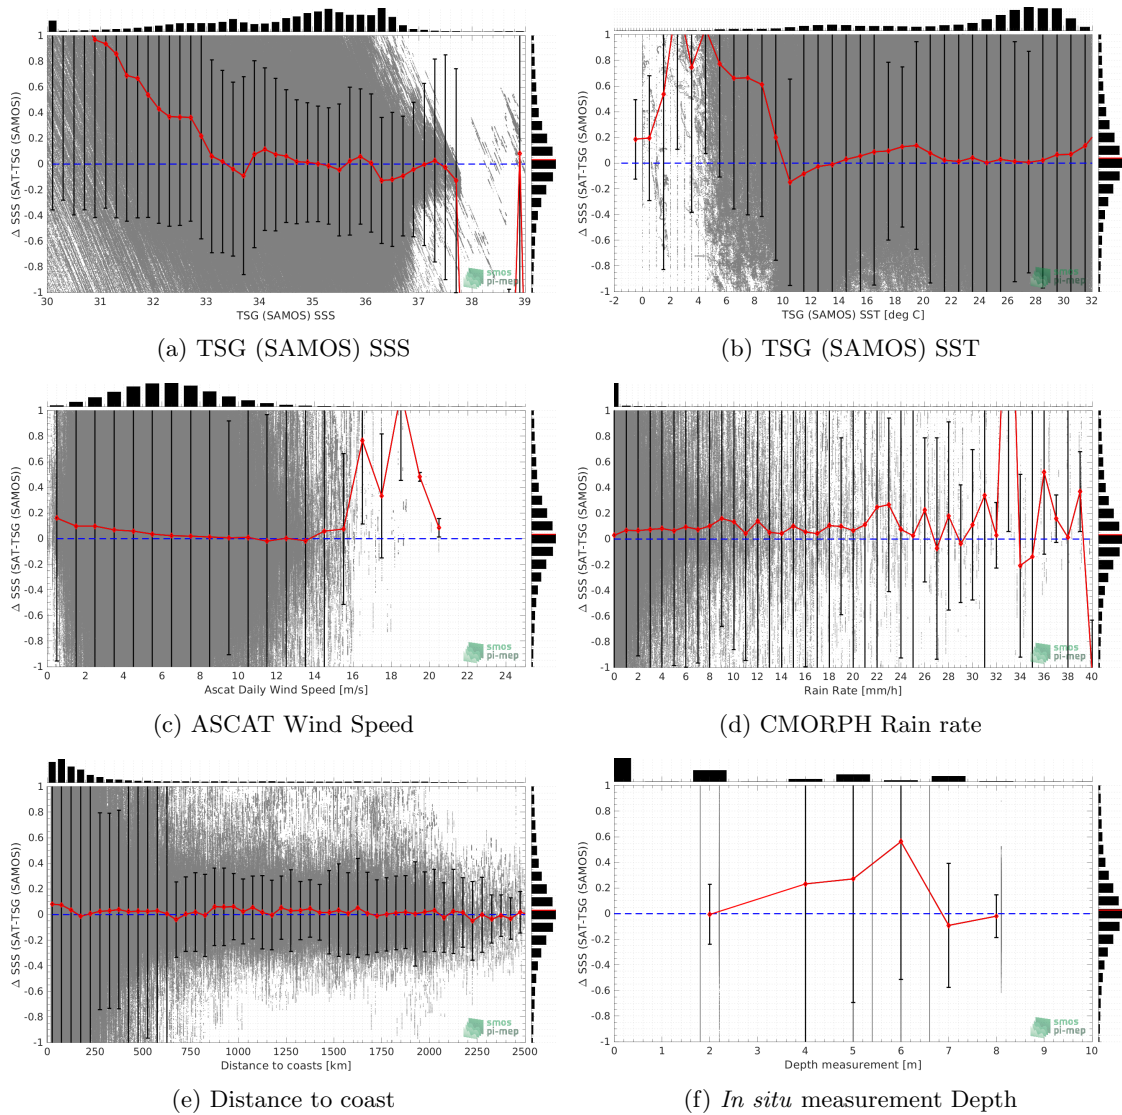 1
0.8
0.6
0.4
0.2
0
-0.2
-0.4
-0.6
-0.8
-1
Δ SSS (SAT-TSG (SAMOS))
30 31 32 33 34 35 36 37 38 39
TSG (SAMOS) SSS
smos
pi-mep
(a) TSG (SAMOS) SSS
1
0.8
0.6
0.4
0.2
0
-0.2
-0.4
-0.6
-0.8
-1
Δ SSS (SAT-TSG (SAMOS))
-2 0 2 4 6 8 10 12 14 16 18 20 22 24 26 28 30 32
TSG (SAMOS) SST [deg C]
smos
pi-mep
(b) TSG (SAMOS) SST
1
0.8
0.6
0.4
0.2
0
-0.2
-0.4
-0.6
-0.8
-1
Δ SSS (SAT-TSG (SAMOS))
0 2 4 6 8 10 12 14 16 18 20 22 24
Ascat Daily Wind Speed [m/s]
smos
pi-mep
(c) ASCAT Wind Speed
1
0.8
0.6
0.4
0.2
0
-0.2
-0.4
-0.6
-0.8
-1
Δ SSS (SAT-TSG (SAMOS))
0 2 4 6 8 10 12 14 16 18 20 22 24 26 28 30 32 34 36 38 40
Rain Rate [mm/h]
smos
pi-mep
(d) CMORPH Rain rate
1
0.8
0.6
0.4
0.2
0
-0.2
-0.4
-0.6
-0.8
-1
Δ SSS (SAT-TSG (SAMOS))
0 250 500 750 1000 1250 1500 1750 2000 2250 2500
Distance to coasts [km]
smos
pi-mep
(e) Distance to coast
1
0.8
0.6
0.4
0.2
0
-0.2
-0.4
-0.6
-0.8
-1
Δ SSS (SAT-TSG (SAMOS))
0 1 2 3 4 5 6 7 8 9 10
Depth measurement [m]
smos
pi-mep
(f) In situ measurement Depth